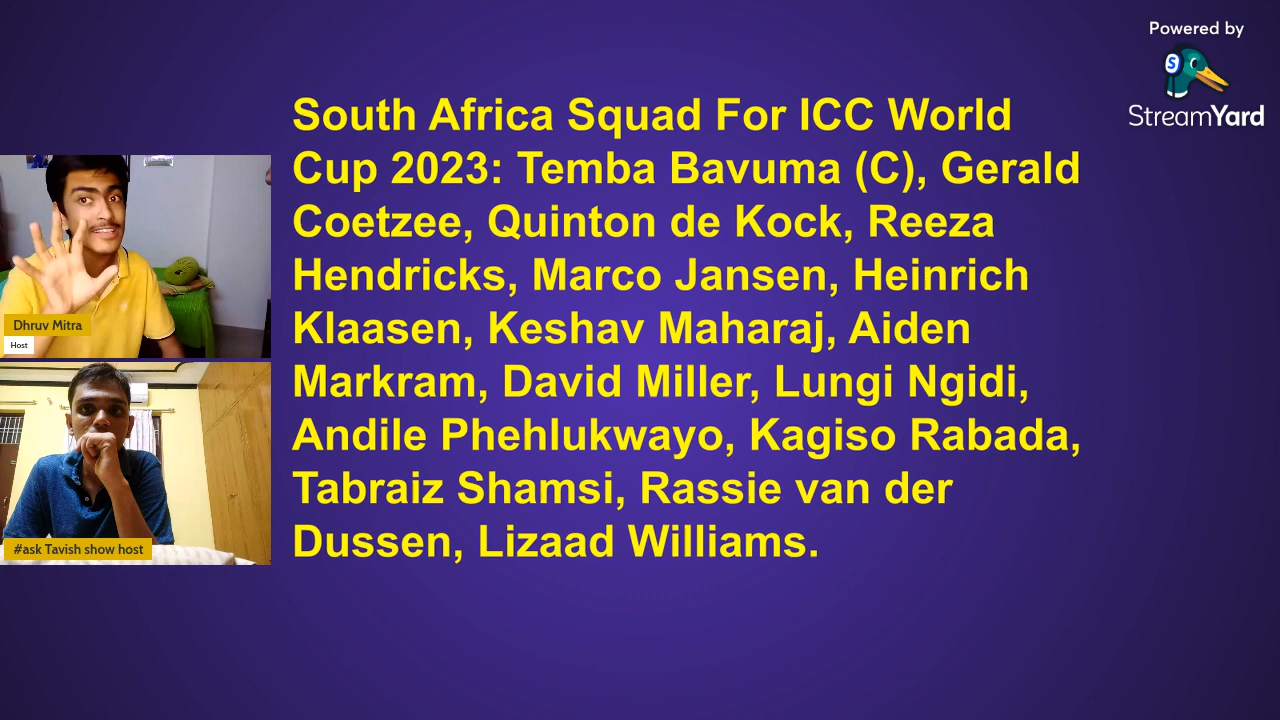 Powered by
S
StreamYard
South Africa Squad For ICC World
Cup 2023: Temba Bavuma (C), Gerald
Coetzee, Quinton de Kock, Reeza
Hendricks, Marco Jansen, Heinrich
Klaasen, Keshav Maharaj, Aiden
Markram, David Miller, Lungi Ngidi,
Andile Phehlukwayo, Kagiso Rabada,
Tabraiz Shamsi, Rassie van der
Dussen, Lizaad Williams.
Dhruv Mitra
Host
#ask Tavish show host